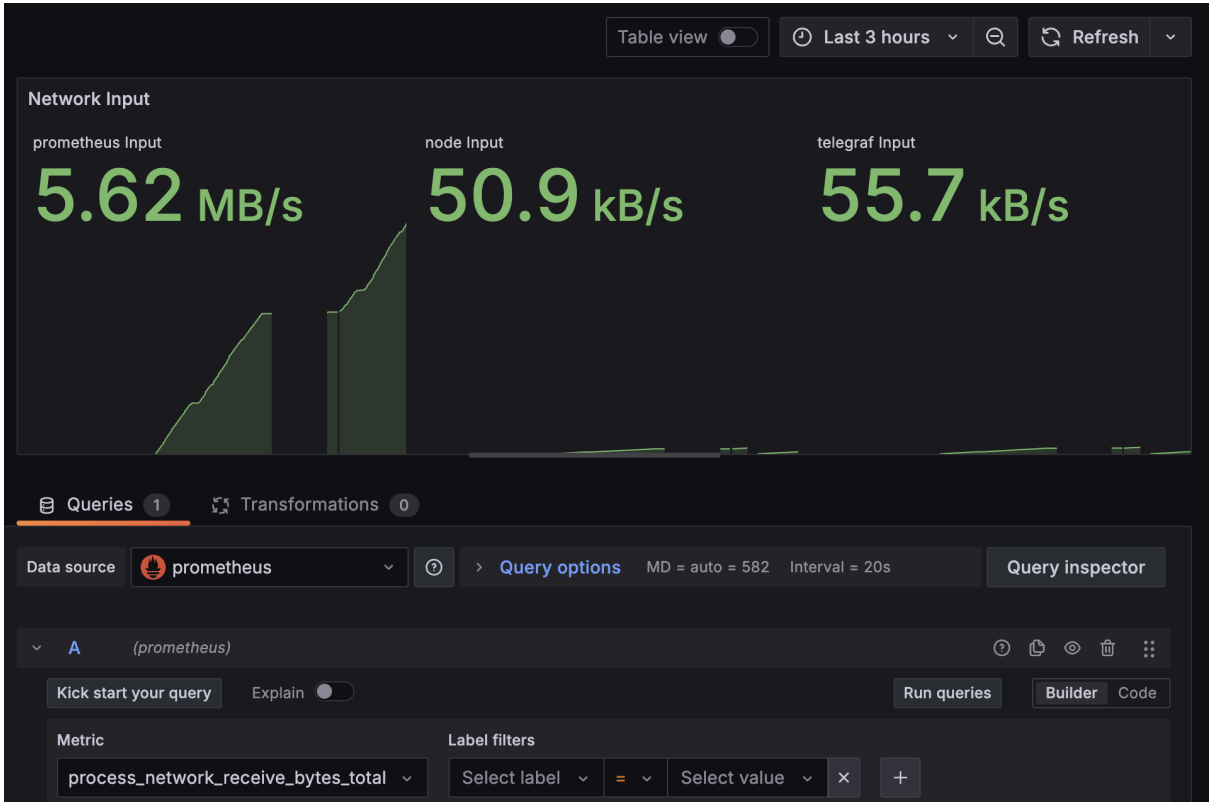 Table view
Last 3 hours
Refresh
Network Input
prometheus Input
5.62 MB/s
node Input
50.9 kB/s
telegraf Input
55.7 kB/s
Queries 1
Transformations 0
Data source
prometheus
Query options
MD = auto = 582
Interval = 20s
Query inspector
A
(prometheus)
Kick start your query
Explain
Run queries
Builder
Code
Metric
Label filters
process_network_receive_bytes_total
Select label
=
Select value